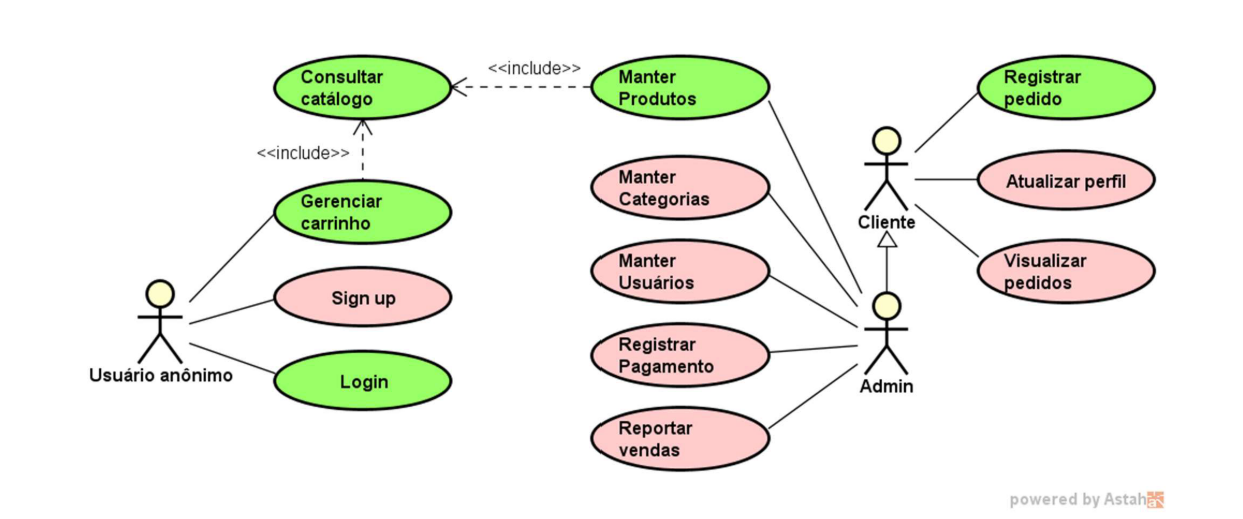 Consultar
catálogo
<<include>>
Manter
Produtos
Registrar
pedido
<<include>>
Gerenciar
carrinho
Manter
Categorias
Atualizar perfil
Cliente
Sign up
Manter
Usuários
Visualizar
pedidos
Usuário anônimo
Login
Registrar
Pagamento
Admin
Reportar
vendas
powered by Astah